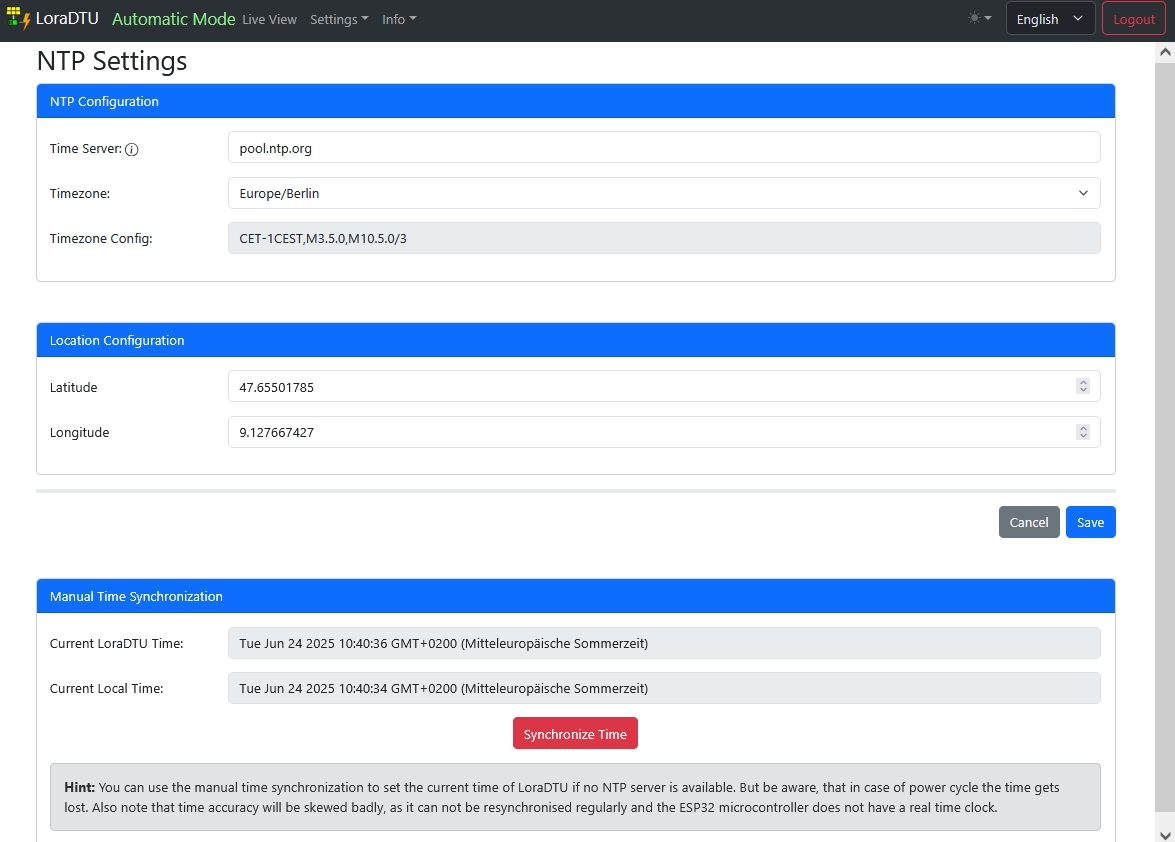 LoraDTU Automatic Mode Live View Settings Info English Logout
NTP Settings
NTP Configuration
Time Server: pool.ntp.org
Timezone: Europe/Berlin
Timezone Config: CET-1CEST,M3.5.0,M10.5.0/3
Location Configuration
Latitude 47.65501785
Longitude 9.127667427
Cancel Save
Manual Time Synchronization
Current LoraDTU Time: Tue Jun 24 2025 10:40:36 GMT+0200 (Mitteleuropäische Sommerzeit)
Current Local Time: Tue Jun 24 2025 10:40:34 GMT+0200 (Mitteleuropäische Sommerzeit)
Synchronize Time
Hint: You can use the manual time synchronization to set the current time of LoraDTU if no NTP server is available. But be aware, that in case of power cycle the time gets
lost. Also note that time accuracy will be skewed badly, as it can not be resynchronised regularly and the ESP32 microcontroller does not have a real time clock.